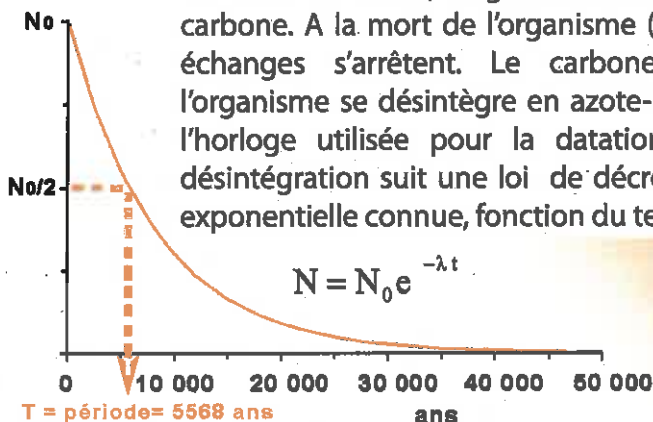 carbone. A la mort de l'organisme (
échanges s'arrêtent. Le carbone
l'organisme se désintègre en azote-
l'horloge utilisée pour la datation
désintégration suit une loi de décr
exponentielle connue, fonction du te
N = N₀e^(-λt)
No
No/2
0 10 000 20 000 30 000 40 000 50 000
ans
T = période= 5568 ans